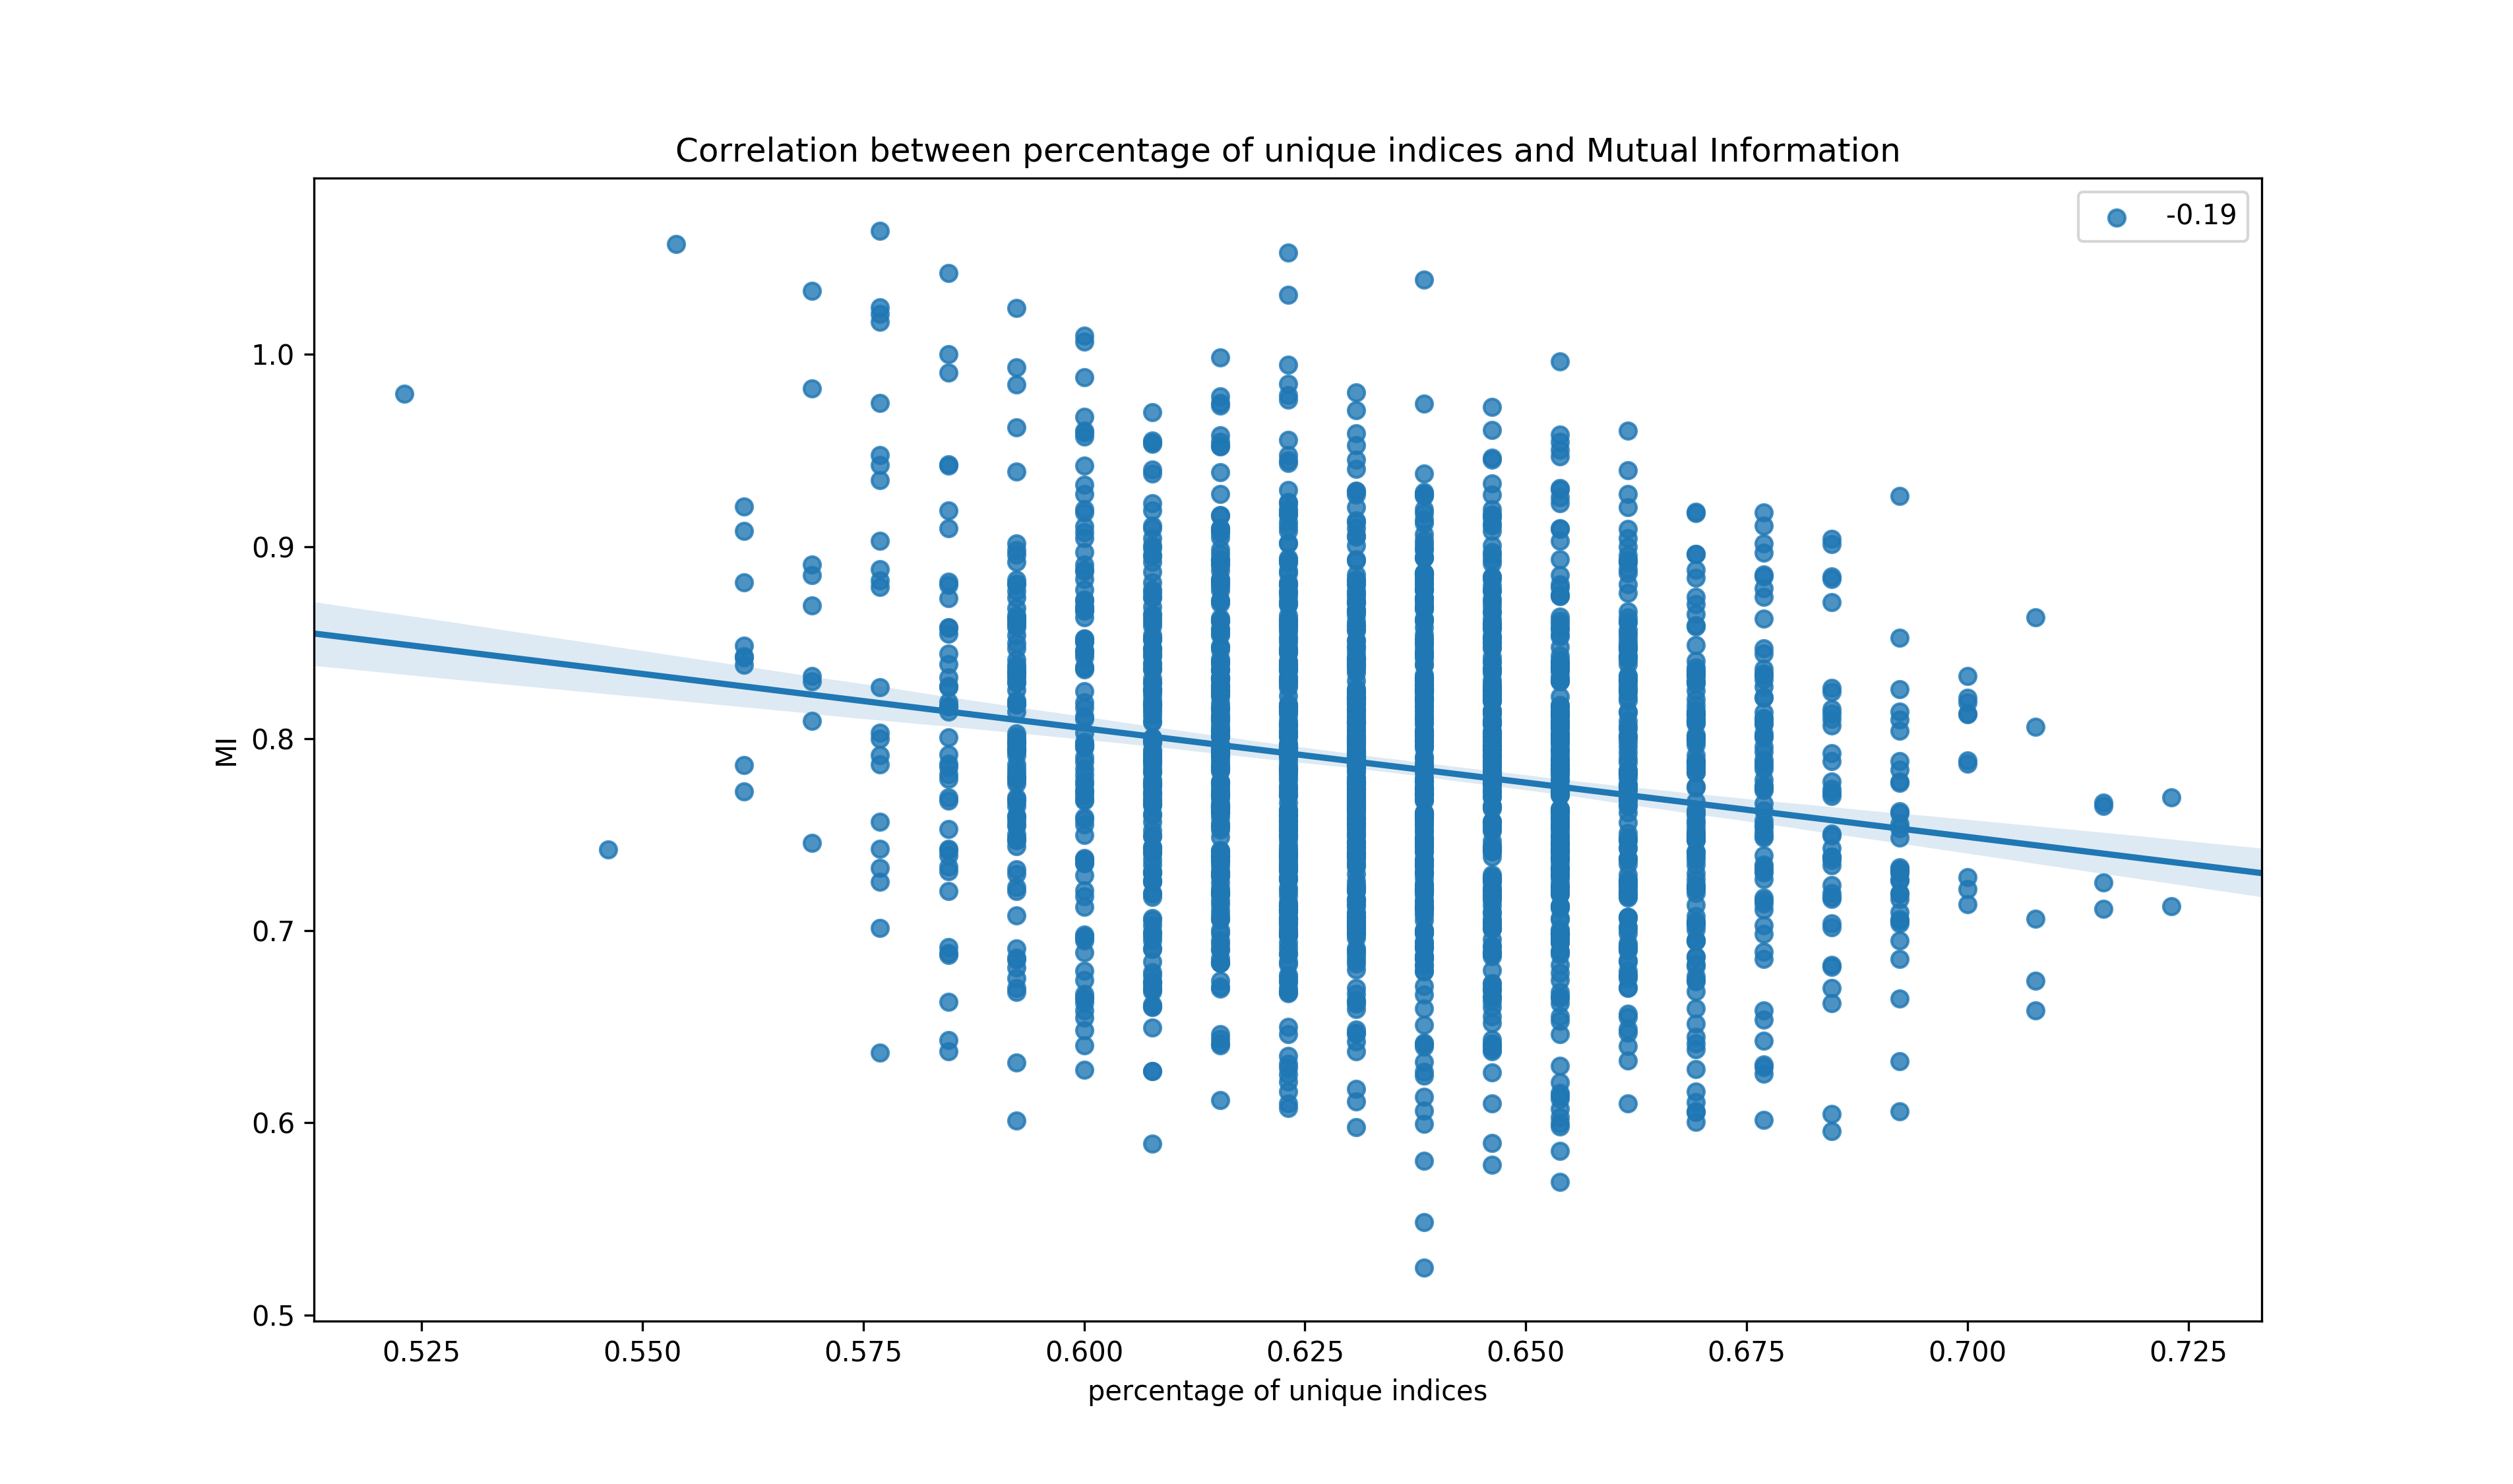 Correlation between percentage of unique indices and Mutual Information
-0.19
1.0
0.9
0.8
0.7
0.6
0.5
MI
0.525 0.550 0.575 0.600 0.625 0.650 0.675 0.700 0.725
percentage of unique indices